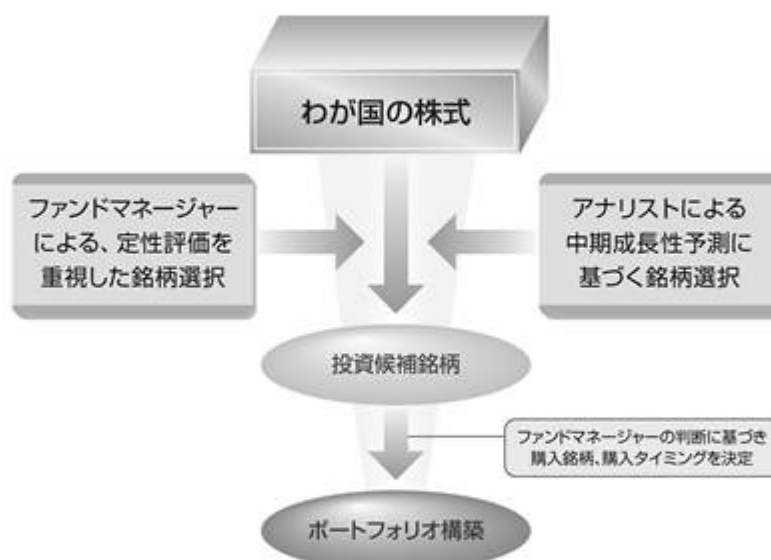 わが国の株式
ファンドマネージャー
による、定性評価を
重視した銘柄選択
アナリストによる
中期成長性予測に
基づく銘柄選択
投資候補銘柄
ファンドマネージャーの判断に基づき
購入銘柄、購入タイミングを決定
ポートフォリオ構築